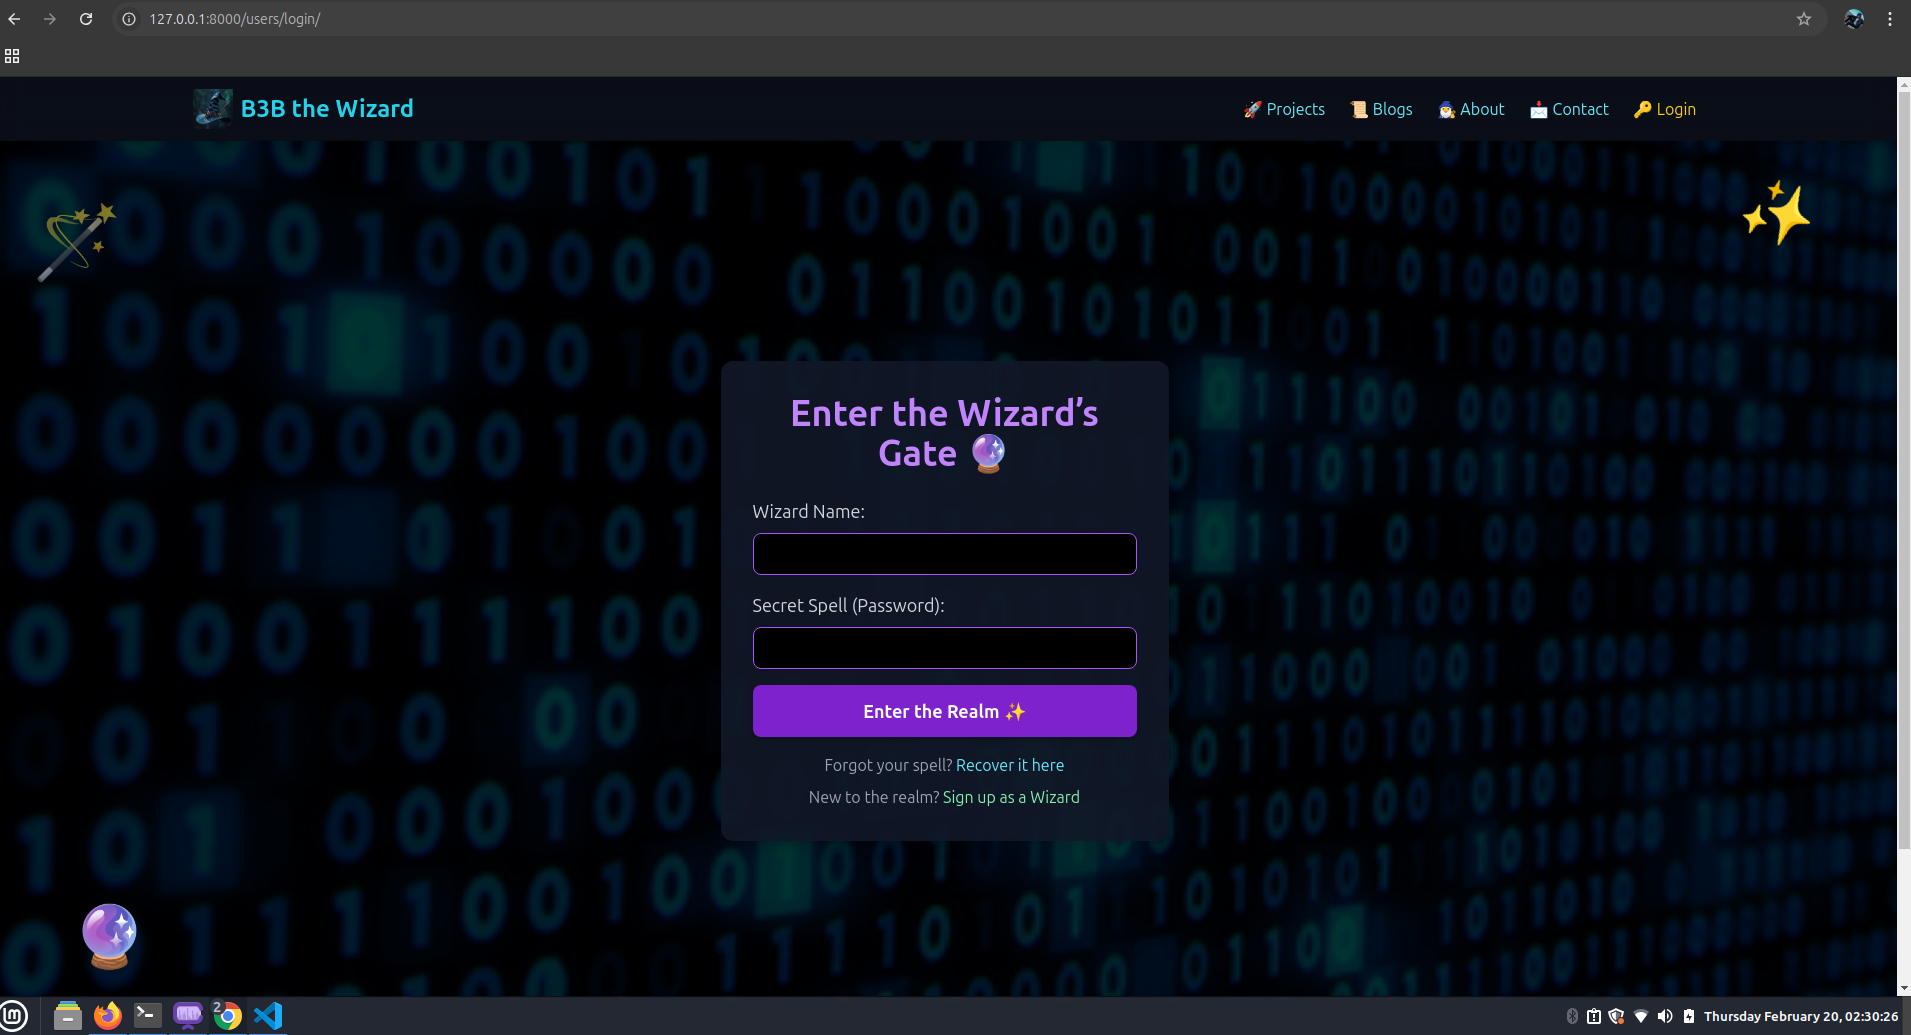 127.0.0.1:8000/users/login/
B3B the Wizard
🚀 Projects 📜 Blogs 🧙‍♂️ About 📩 Contact 🔑 Login
Enter the Wizard’s
Gate 🔮
Wizard Name:
Secret Spell (Password):
Enter the Realm ✨
Forgot your spell? Recover it here
New to the realm? Sign up as a Wizard
2
Thursday February 20, 02:30:26